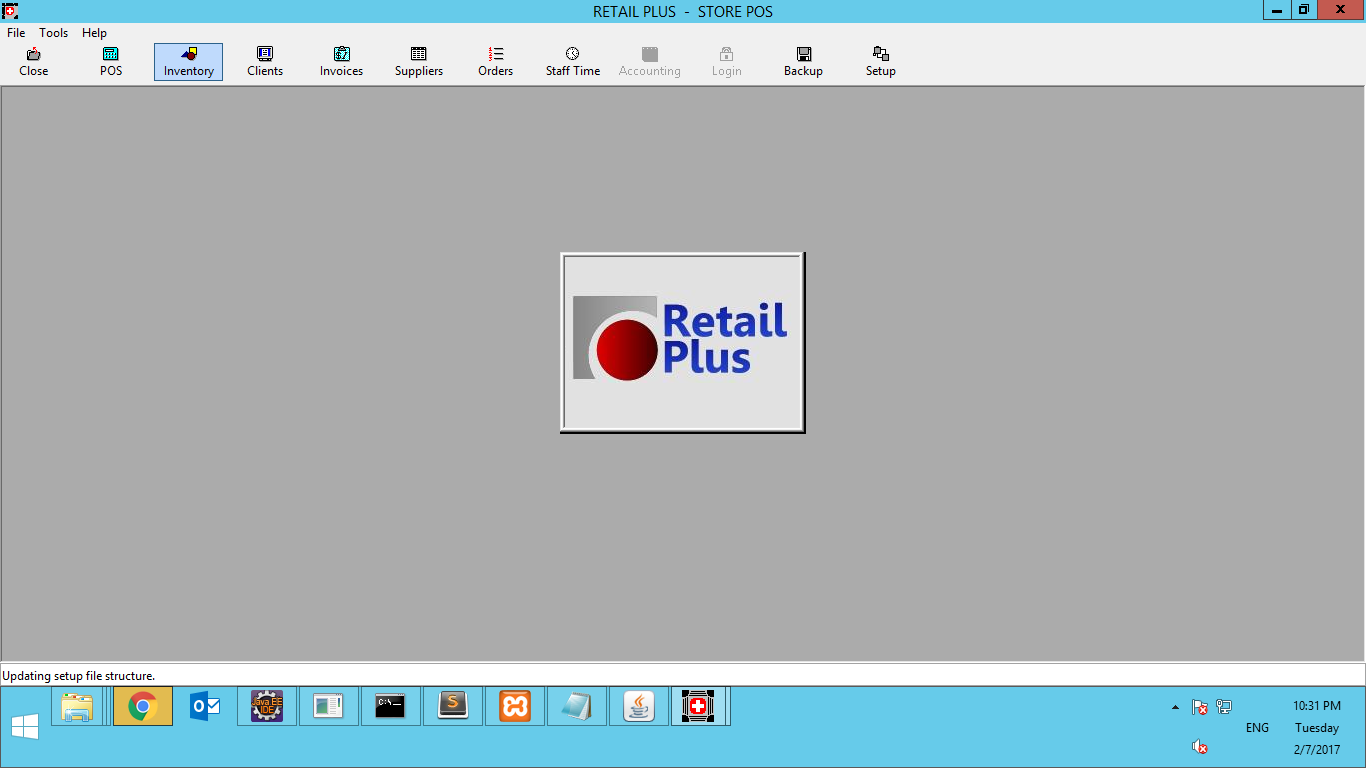 RETAIL PLUS - STORE POS
File Tools Help
Close POS Inventory Clients Invoices Suppliers Orders Staff Time Accounting Login Backup Setup
Retail
Plus
Updating setup file structure.
Java EE
IDE
C:\
S
10:31 PM
ENG Tuesday
2/7/2017